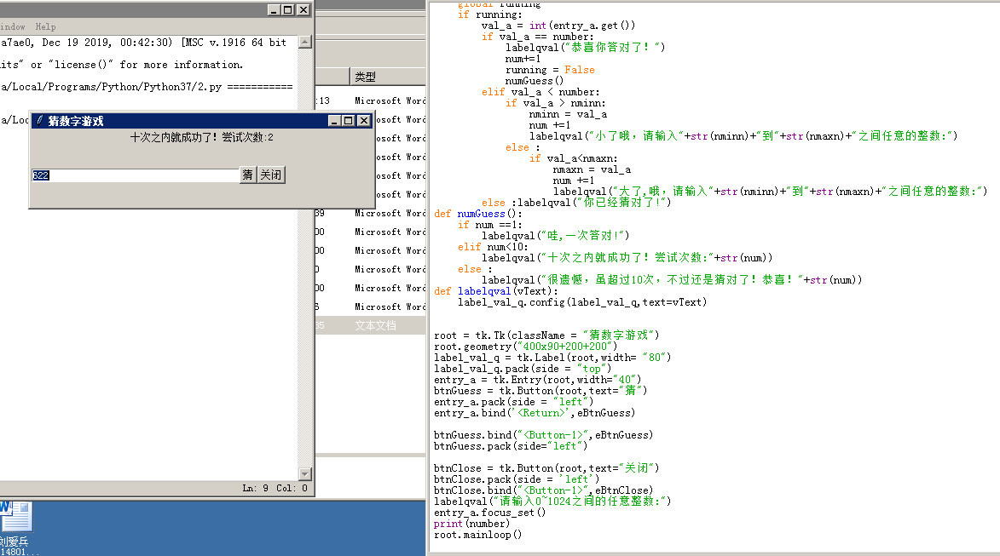 indow Help
a7ae0, Dec 19 2019, 00:42:30) [MSC v.1916 64 bit
its" or "license()" for more information.
a/Local/Programs/Python/Python37/2.py ===========
a/Loc
猜数字游戏
十次之内就成功了！尝试次数:2
522
猜 关闭
Ln: 9 Col: 0
类型
:13 Microsoft Word
Microsoft Word
Microsoft Word
Microsoft Word
Microsoft Word
Microsoft Word
39 Microsoft Word
00 Microsoft Word
00 Microsoft Word
0 Microsoft Word
00 Microsoft Word
6 Microsoft Word
35 文本文档
刘爱兵
14801...
global running
if running:
val_a = int(entry_a.get())
if val_a == number:
labelqval("恭喜你答对了！")
num+=1
running = False
numGuess()
elif val_a < number:
if val_a > nminn:
nminn = val_a
num +=1
labelqval("小了哦，请输入"+str(nminn)+"到"+str(nmaxn)+"之间任意的整数:")
else :
if val_a<nmaxn:
nmaxn = val_a
num +=1
labelqval("大了,哦，请输入"+str(nminn)+"到"+str(nmaxn)+"之间任意的整数:")
else :labelqval("你已经猜对了!")
def numGuess():
if num ==1:
labelqval("哇,一次答对!")
elif num<10:
labelqval("十次之内就成功了！尝试次数:"+str(num))
else :
labelqval("很遗憾，虽超过10次，不过还是猜对了！恭喜！"+str(num))
def labelqval(vText):
label_val_q.config(label_val_q,text=vText)
root = tk.Tk(className = "猜数字游戏")
root.geometry("400x90+200+200")
label_val_q = tk.Label(root,width= "80")
label_val_q.pack(side = "top")
entry_a = tk.Entry(root,width="40")
btnGuess = tk.Button(root,text="猜")
entry_a.pack(side = "left")
entry_a.bind('<Return>',eBtnGuess)
btnGuess.bind("<Button-1>",eBtnGuess)
btnGuess.pack(side="left")
btnClose = tk.Button(root,text="关闭")
btnClose.pack(side = 'left')
btnClose.bind("<Button-1>",eBtnClose)
labelqval("请输入0~1024之间的任意整数:")
entry_a.focus_set()
print(number)
root.mainloop()